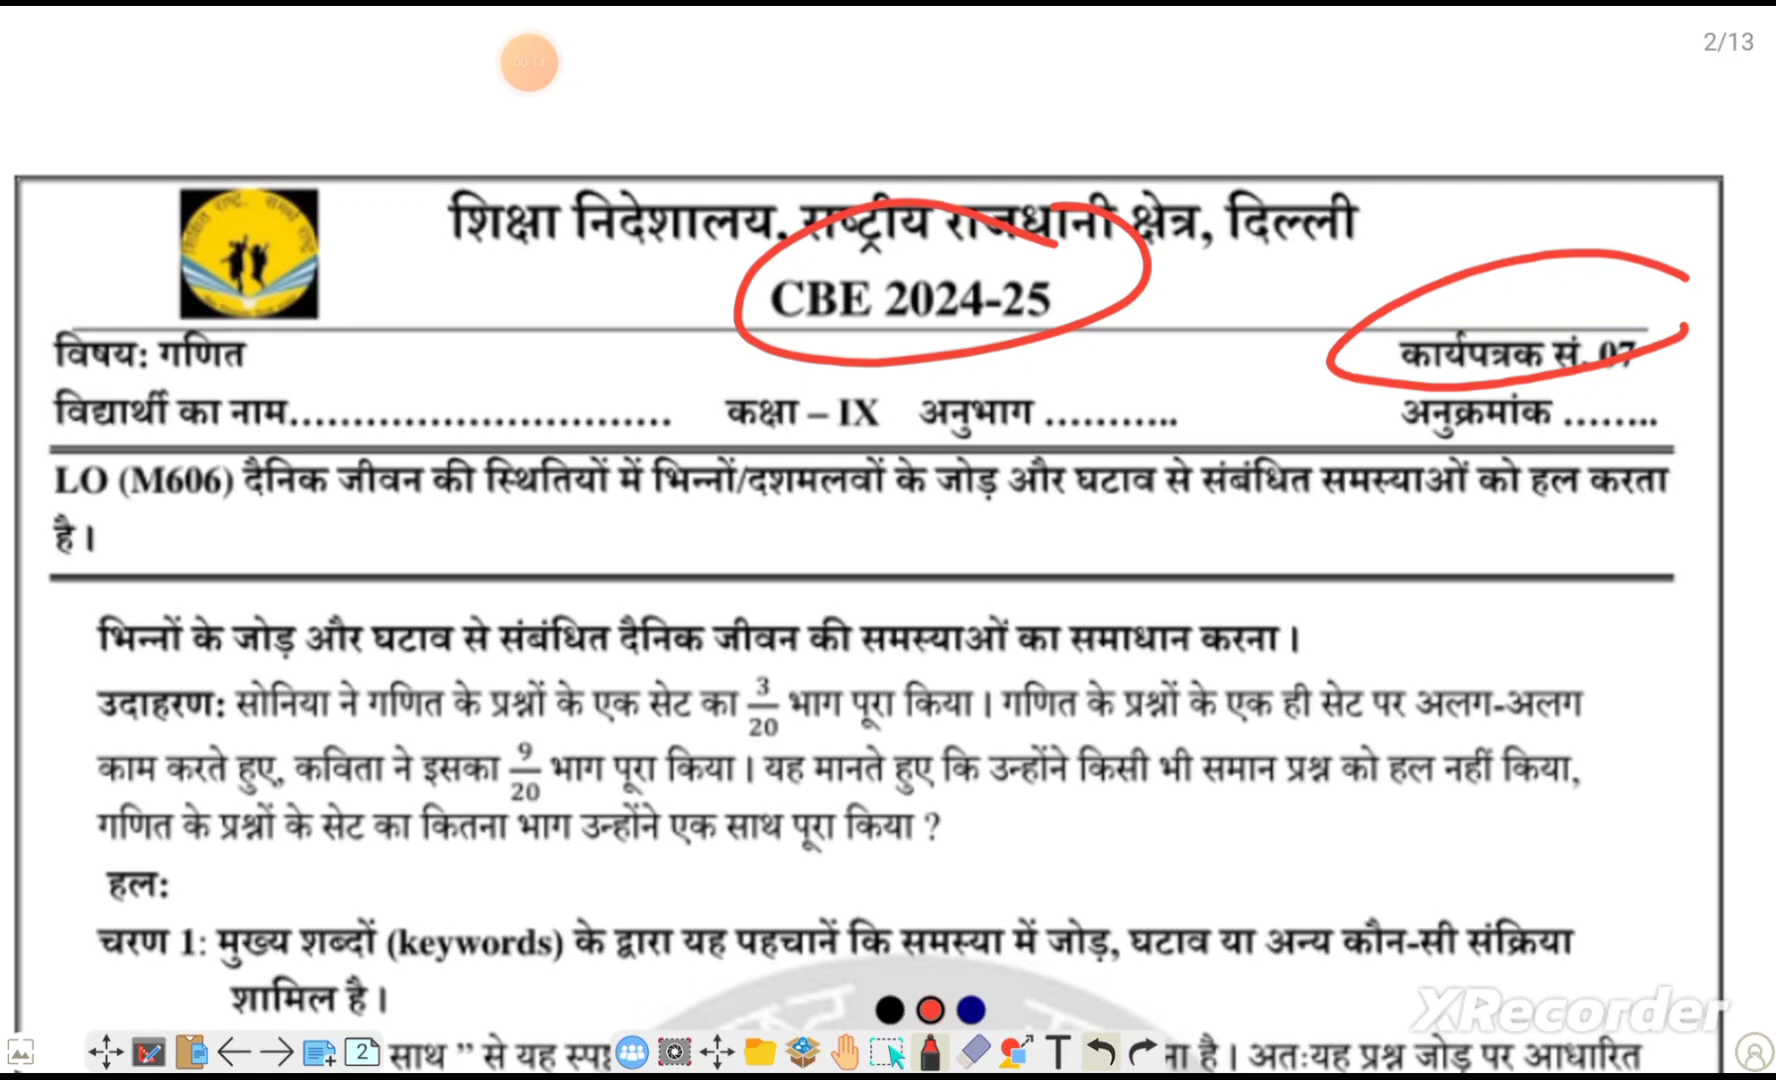 2/13
00:14
शिक्षा निदेशालय, राष्ट्रीय राजधानी क्षेत्र, दिल्ली
CBE 2024-25
विषय: गणित कार्यपत्रक सं. 07
विद्यार्थी का नाम............................. कक्षा – IX अनुभाग ........... अनुक्रमांक ........
LO (M606) दैनिक जीवन की स्थितियों में भिन्नों/दशमलवों के जोड़ और घटाव से संबंधित समस्याओं को हल करता
है।
भिन्नों के जोड़ और घटाव से संबंधित दैनिक जीवन की समस्याओं का समाधान करना।
उदाहरण: सोनिया ने गणित के प्रश्नों के एक सेट का 3/20 भाग पूरा किया। गणित के प्रश्नों के एक ही सेट पर अलग-अलग
काम करते हुए, कविता ने इसका 9/20 भाग पूरा किया। यह मानते हुए कि उन्होंने किसी भी समान प्रश्न को हल नहीं किया,
गणित के प्रश्नों के सेट का कितना भाग उन्होंने एक साथ पूरा किया ?
हल:
चरण 1: मुख्य शब्दों (keywords) के द्वारा यह पहचानें कि समस्या में जोड़, घटाव या अन्य कौन-सी संक्रिया
शामिल है।
XRecorder
2 साथ ” से यह T है। अतःयह प्रश्न जोड़ पर आधारित